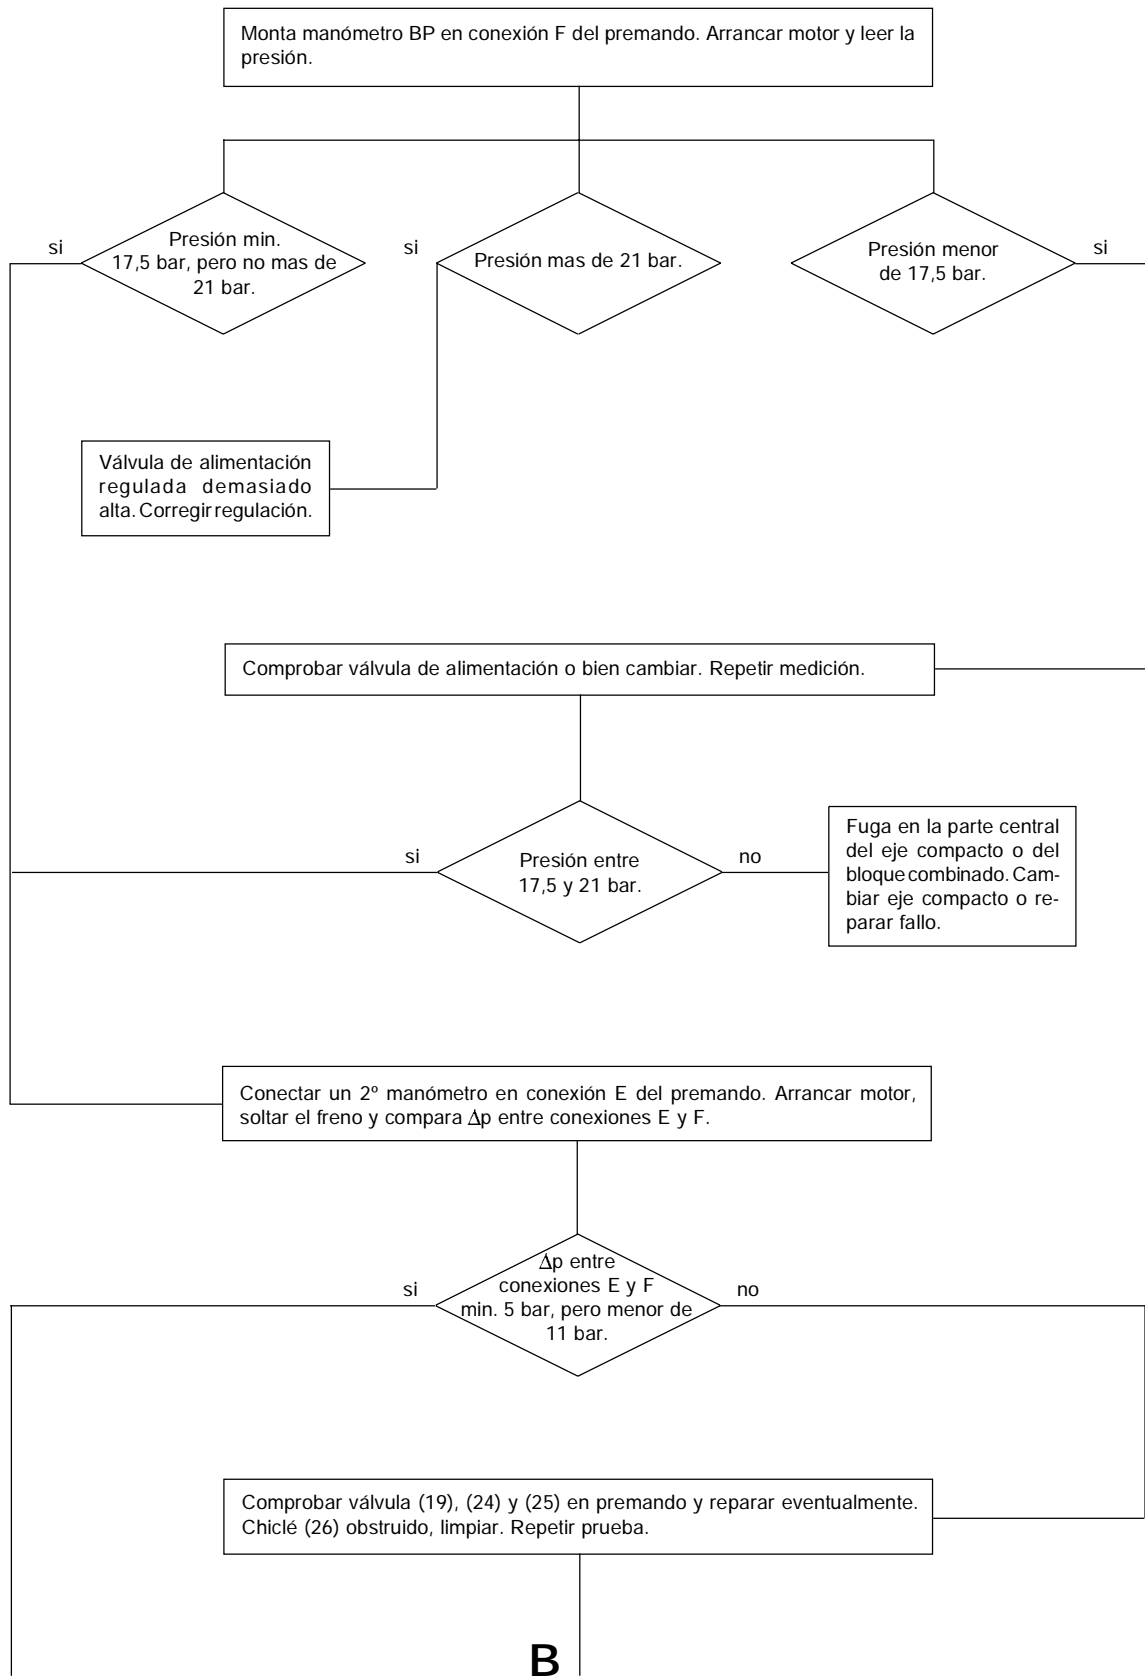 Monta manómetro BP en conexión F del premando. Arrancar motor y leer la
presión.
si
Presión min.
17,5 bar, pero no mas de
21 bar.
si
Presión mas de 21 bar.
Presión menor
de 17,5 bar.
si
Válvula de alimentación
regulada demasiado
alta. Corregir regulación.
Comprobar válvula de alimentación o bien cambiar. Repetir medición.
si
Presión entre
17,5 y 21 bar.
no
Fuga en la parte central
del eje compacto o del
bloque combinado. Cam-
biar eje compacto o re-
parar fallo.
Conectar un 2º manómetro en conexión E del premando. Arrancar motor,
soltar el freno y compara Δp entre conexiones E y F.
si
Δp entre
conexiones E y F
min. 5 bar, pero menor de
11 bar.
no
Comprobar válvula (19), (24) y (25) en premando y reparar eventualmente.
Chiclé (26) obstruido, limpiar. Repetir prueba.
B